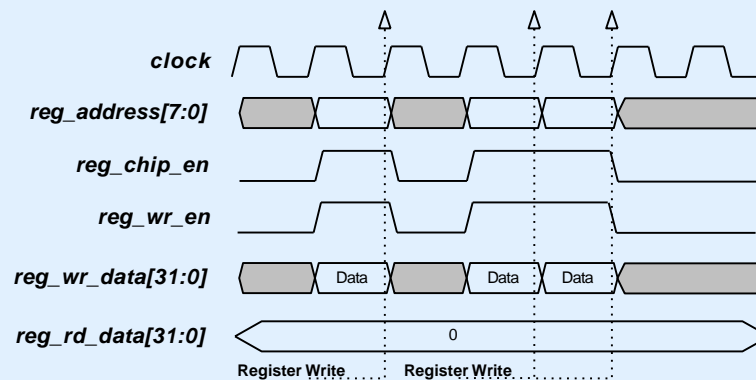 clock
reg_address[7:0]
reg_chip_en
reg_wr_en
reg_wr_data[31:0] Data Data Data
reg_rd_data[31:0] 0
Register Write Register Write